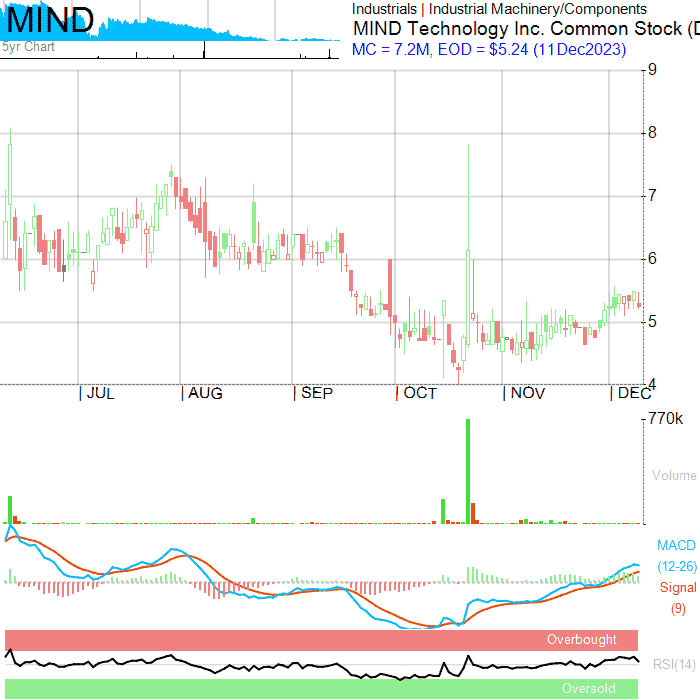 MIND
5yr Chart
Industrials | Industrial Machinery/Components
MIND Technology Inc. Common Stock (D
MC = 7.2M, EOD = $5.24 (11Dec2023)
9
8
7
6
5
4
JUL AUG SEP OCT NOV DEC
770k
Volume
MACD
(12-26)
Signal
(9)
Overbought
RSI(14)
Oversold